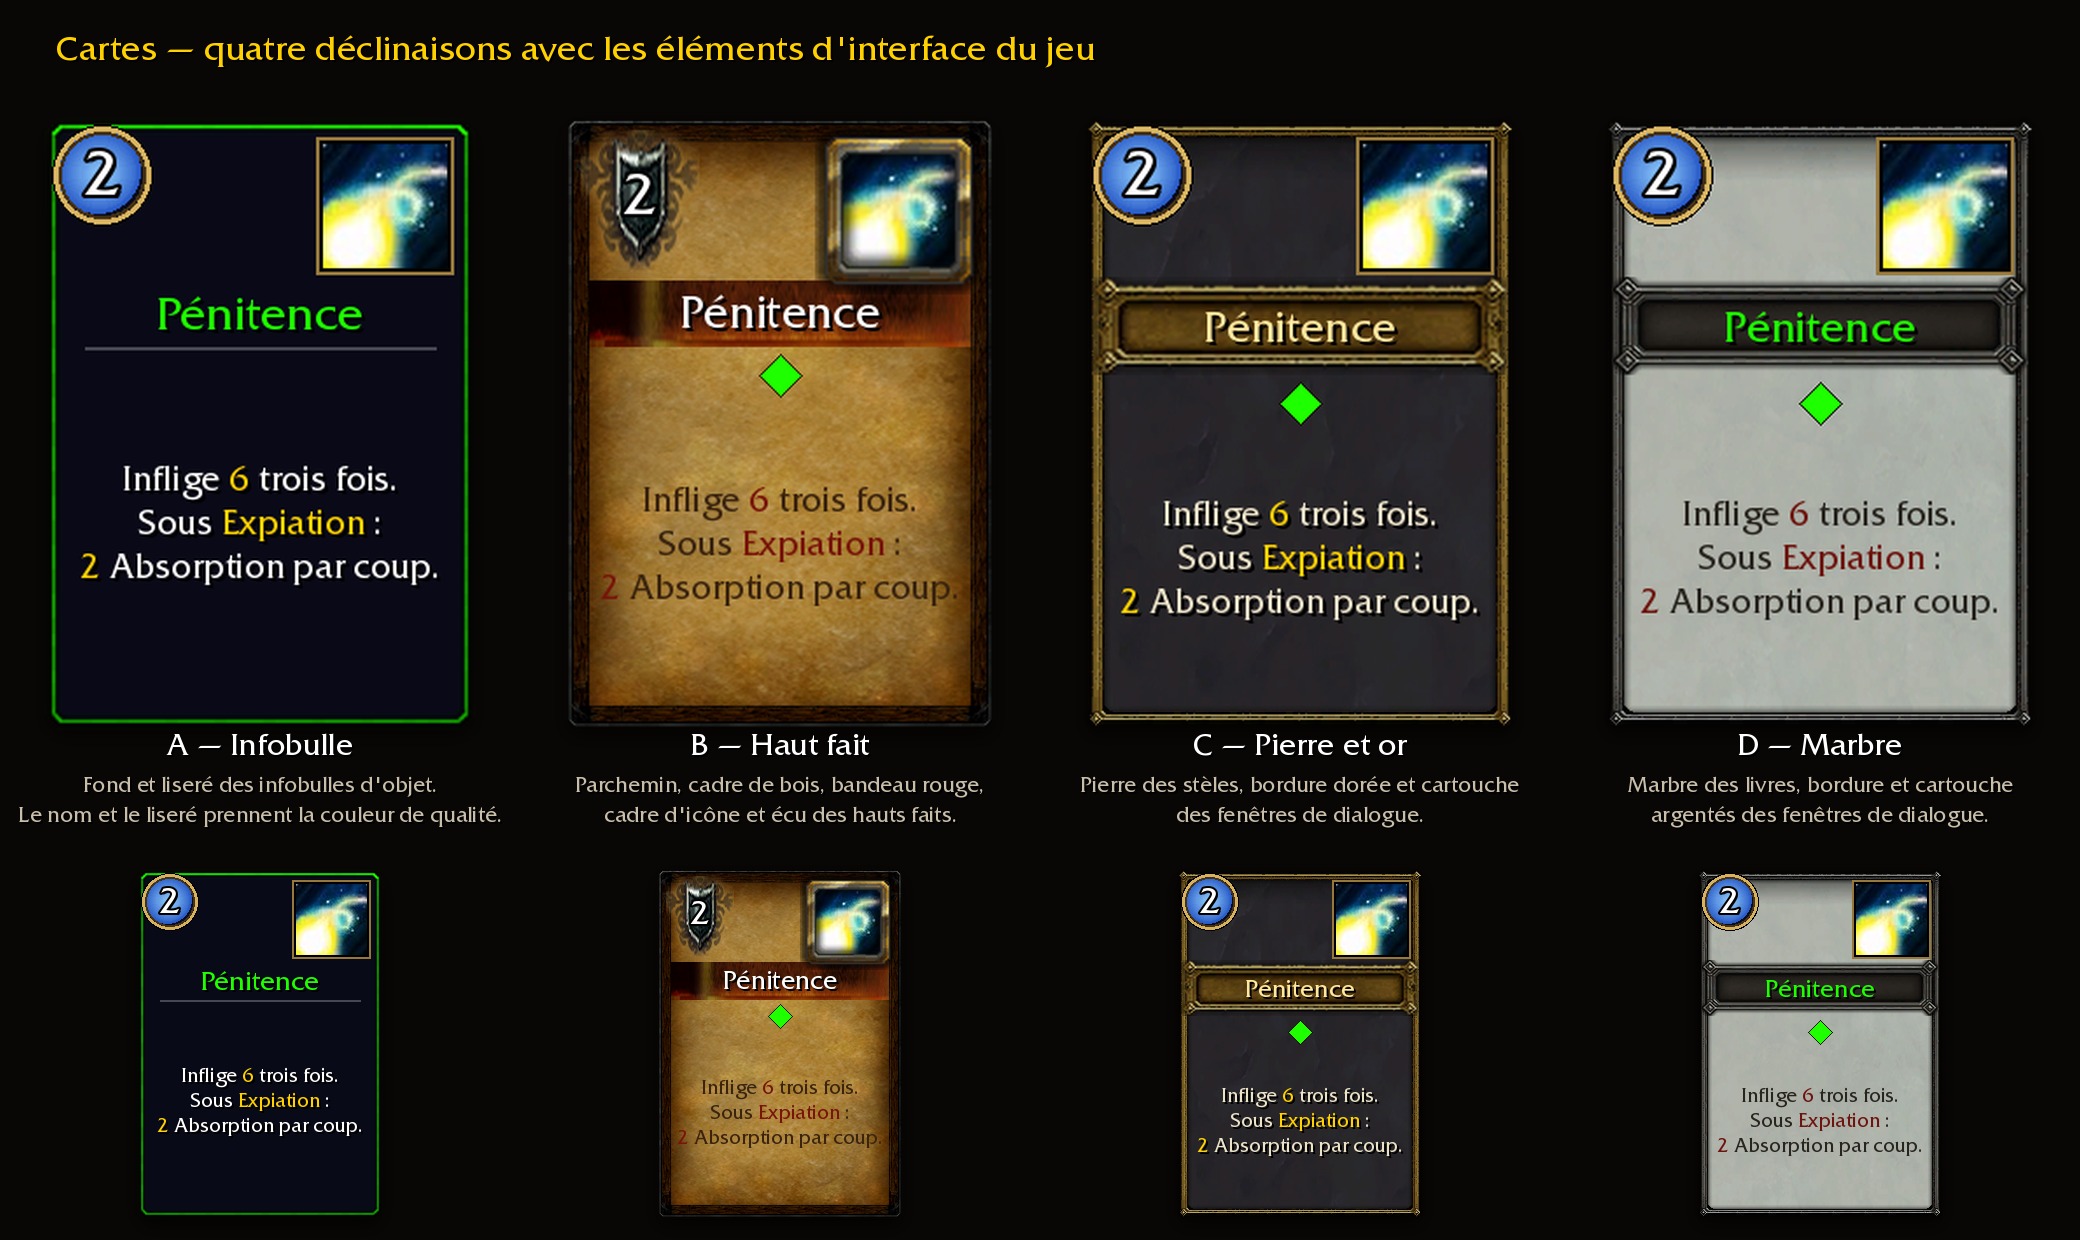 Cartes — quatre déclinaisons avec les éléments d'interface du jeu
2
Pénitence
Inflige 6 trois fois.
Sous Expiation :
2 Absorption par coup.
2
Pénitence
Inflige 6 trois fois.
Sous Expiation :
2 Absorption par coup.
2
Pénitence
Inflige 6 trois fois.
Sous Expiation :
2 Absorption par coup.
2
Pénitence
Inflige 6 trois fois.
Sous Expiation :
2 Absorption par coup.
A — Infobulle
Fond et liseré des infobulles d'objet.
Le nom et le liseré prennent la couleur de qualité.
B — Haut fait
Parchemin, cadre de bois, bandeau rouge,
cadre d'icône et écu des hauts faits.
C — Pierre et or
Pierre des stèles, bordure dorée et cartouche
des fenêtres de dialogue.
D — Marbre
Marbre des livres, bordure et cartouche
argentés des fenêtres de dialogue.
2
Pénitence
Inflige 6 trois fois.
Sous Expiation :
2 Absorption par coup.
2
Pénitence
Inflige 6 trois fois.
Sous Expiation :
2 Absorption par coup.
2
Pénitence
Inflige 6 trois fois.
Sous Expiation :
2 Absorption par coup.
2
Pénitence
Inflige 6 trois fois.
Sous Expiation :
2 Absorption par coup.